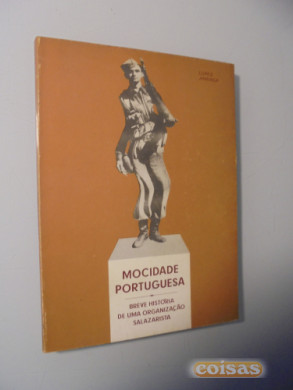 MOCIDADE
PORTUGUESA
BREVE HISTÓRIA
DE UMA ORGANIZAÇÃO
SALAZARISTA
coisas